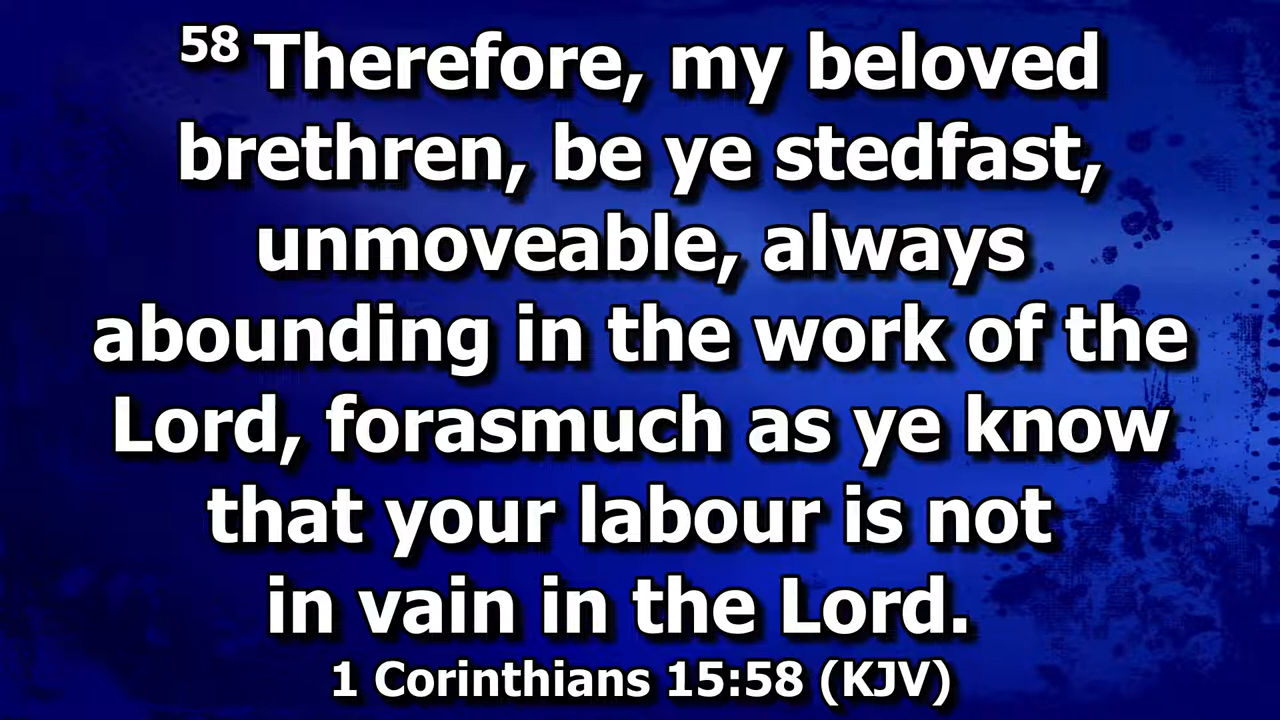 58 Therefore, my beloved
brethren, be ye stedfast,
unmoveable, always
abounding in the work of the
Lord, forasmuch as ye know
that your labour is not
in vain in the Lord.
1 Corinthians 15:58 (KJV)